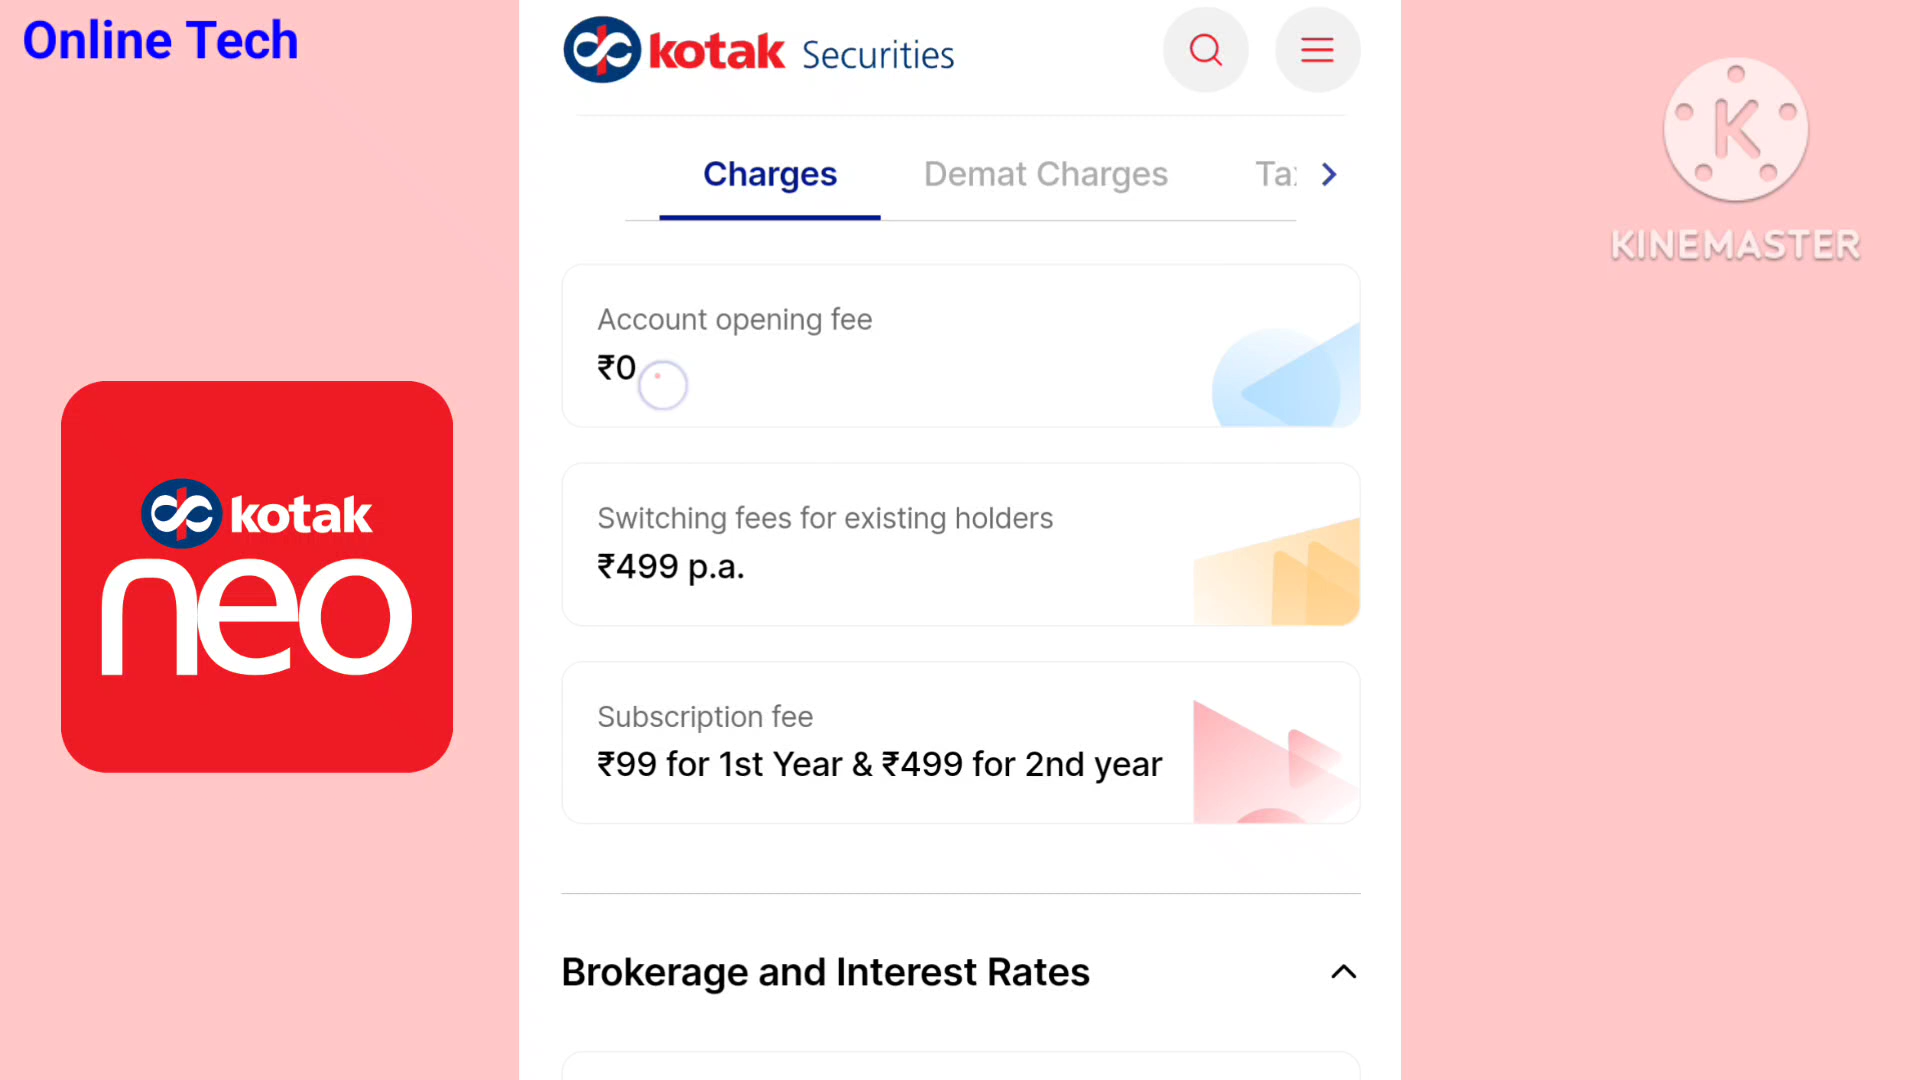 Online Tech
kotak Securities
Charges
Demat Charges
Tax
Account opening fee
₹0
Switching fees for existing holders
₹499 p.a.
Subscription fee
₹99 for 1st Year & ₹499 for 2nd year
Brokerage and Interest Rates
kotak
neo
K
KINEMASTER